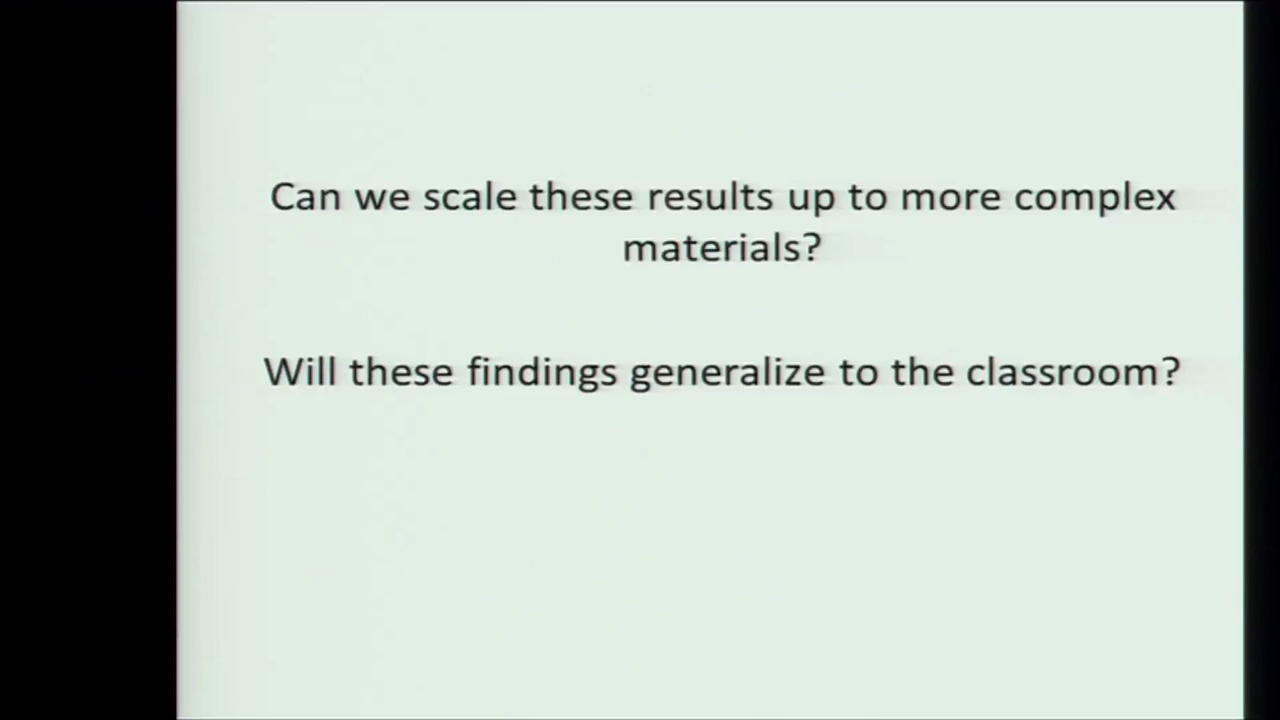 Can we scale these results up to more complex
materials?
Will these findings generalize to the classroom?